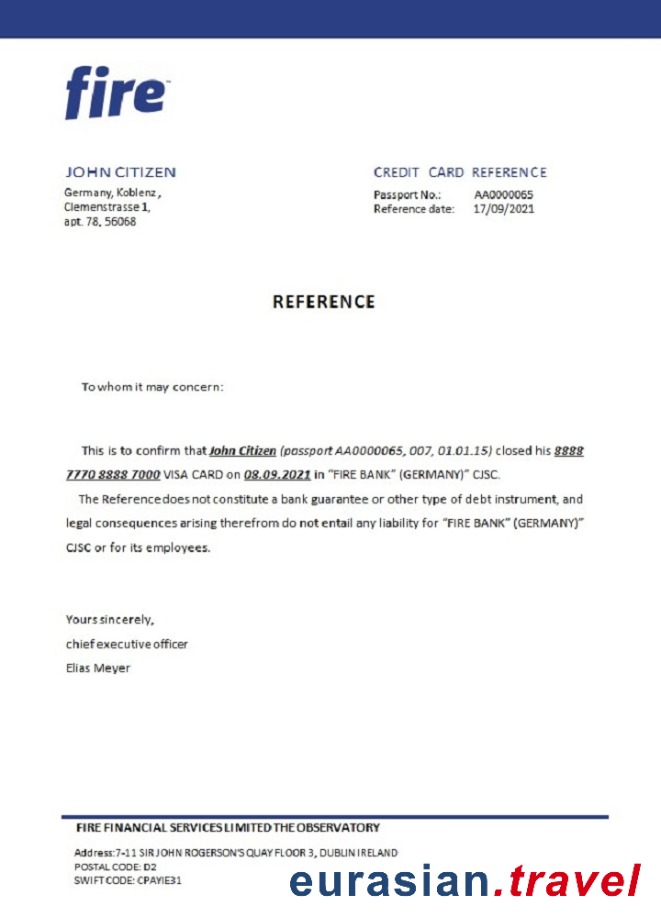 fire™
JOHN CITIZEN
Germany, Koblenz,
Clemenstrasse 1,
apt. 78, 56068
CREDIT CARD REFERENCE
Passport No.: AA0000065
Reference date: 17/09/2021
REFERENCE
To whom it may concern:
This is to confirm that John Citizen (passport AA0000065, 007, 01.01.15) closed his 8888
7770 8888 7000 VISA CARD on 08.09.2021 in "FIRE BANK" (GERMANY)" CJSC.
The Reference does not constitute a bank guarantee or other type of debt instrument, and
legal consequences arising therefrom do not entail any liability for "FIRE BANK" (GERMANY)"
CJSC or for its employees.
Yours sincerely,
chief executive officer
Elias Meyer
FIRE FINANCIAL SERVICES LIMITED THE OBSERVATORY
Address:7-11 SIR JOHN ROGERSON'S QUAY FLOOR 3, DUBLIN IRELAND
POSTAL CODE: D2
SWIFT CODE: CPAYIE31
eurasian.travel